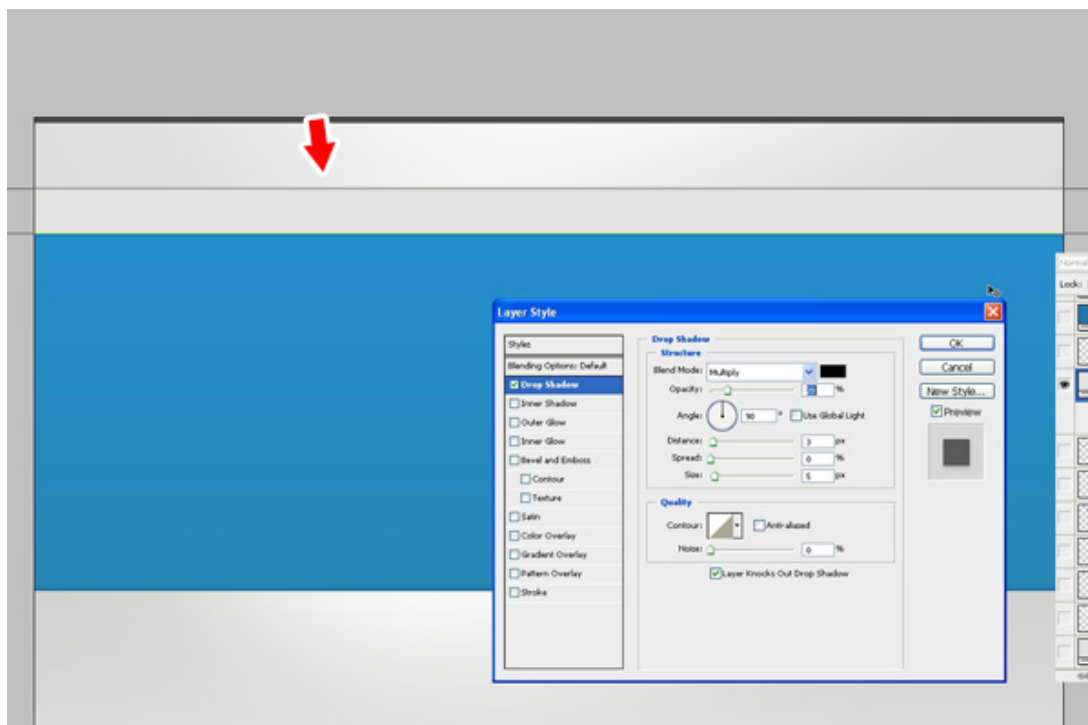 Normal
Lock:
Layer Style
Styles
Blending Options: Default
Drop Shadow
Inner Shadow
Outer Glow
Inner Glow
Bevel and Emboss
Contour
Texture
Satin
Color Overlay
Gradient Overlay
Pattern Overlay
Stroke
Drop Shadow
Structure
Blend Mode: Multiply
Opacity: %
Angle: 90 ° Use Global Light
Distance: 3 px
Spread: 0 %
Size: 5 px
Quality
Contour: Anti-aliased
Noise: 0 %
Layer Knocks Out Drop Shadow
OK
Cancel
New Style...
Preview